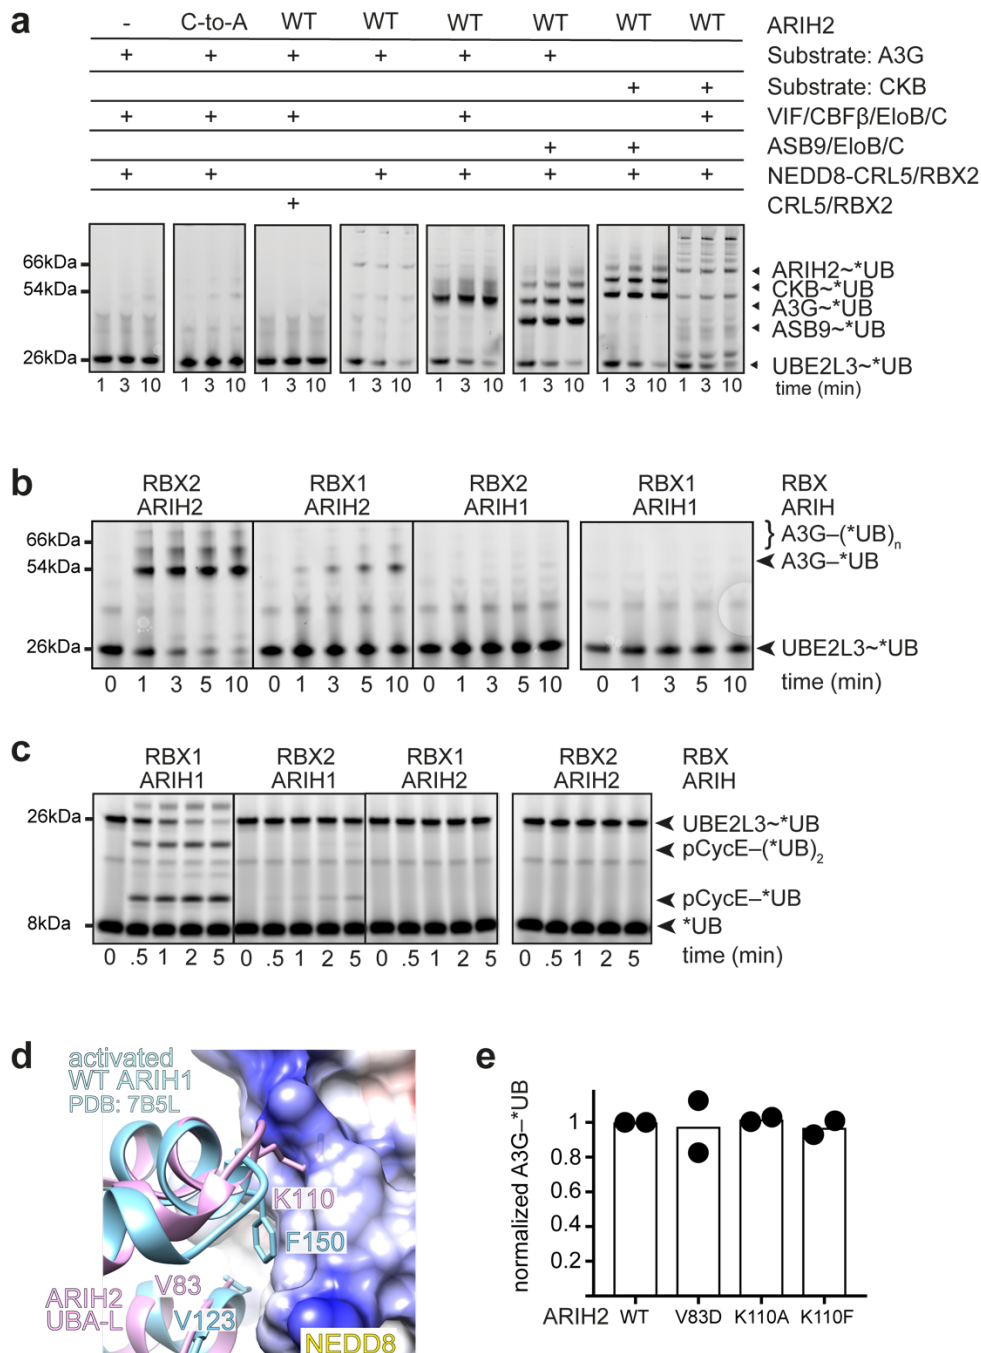 a
- C-to-A WT WT WT WT WT WT ARIH2
+ + + + + + Substrate: A3G
+ + Substrate: CKB
+ + + + + VIF/CBFβ/EloB/C
+ + ASB9/EloB/C
+ + + + + + + NEDD8-CRL5/RBX2
+ CRL5/RBX2
66kDa
54kDa
26kDa
ARIH2~*UB
CKB~*UB
A3G~*UB
ASB9~*UB
UBE2L3~*UB
1 3 10 1 3 10 1 3 10 1 3 10 1 3 10 1 3 10 1 3 10 1 3 10 time (min)
b
RBX2 RBX1 RBX2 RBX1 RBX
ARIH2 ARIH2 ARIH1 ARIH1 ARIH
66kDa
54kDa
26kDa
} A3G–(*UB)n
A3G–*UB
UBE2L3~*UB
0 1 3 5 10 0 1 3 5 10 0 1 3 5 10 0 1 3 5 10 time (min)
c
RBX1 RBX2 RBX1 RBX2 RBX
ARIH1 ARIH1 ARIH2 ARIH2 ARIH
26kDa
8kDa
UBE2L3~*UB
pCycE–(*UB)2
pCycE–*UB
*UB
0 .5 1 2 5 0 .5 1 2 5 0 .5 1 2 5 0 .5 1 2 5 time (min)
d
activated
WT ARIH1
PDB: 7B5L
K110
F150
V83
V123
ARIH2
UBA-L
NEDD8
e
normalized A3G–*UB
1
0.8
0.6
0.4
0.2
ARIH2 WT V83D K110A K110F